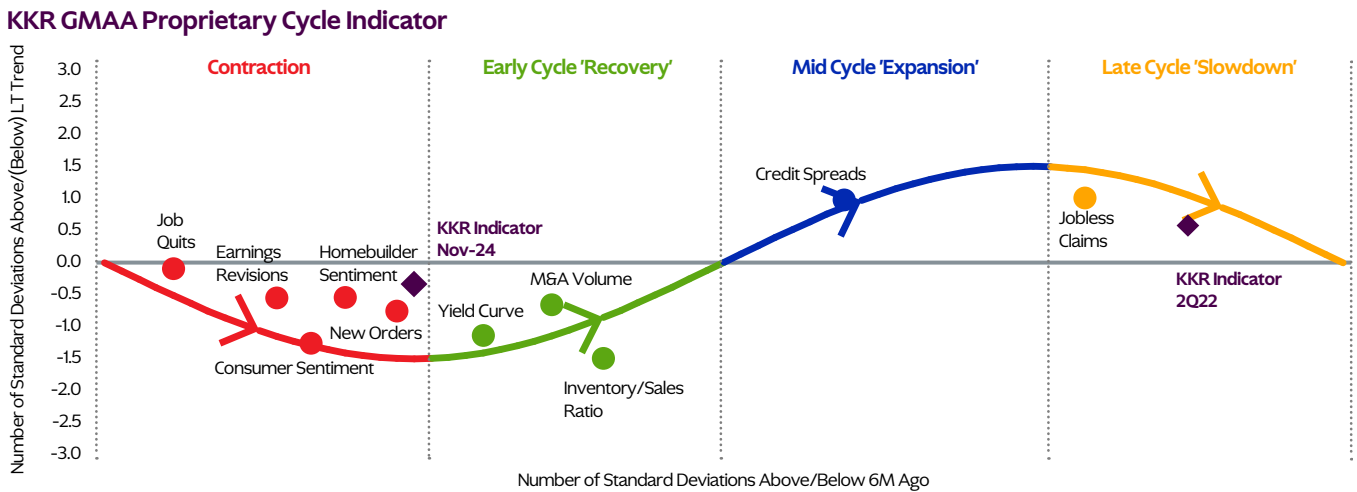 KKR GMAA Proprietary Cycle Indicator
Number of Standard Deviations Above/(Below) LT Trend
3.0
2.5
2.0
1.5
1.0
0.5
0.0
-0.5
-1.0
-1.5
-2.0
-2.5
-3.0
Contraction
Early Cycle 'Recovery'
Mid Cycle 'Expansion'
Late Cycle 'Slowdown'
Job
Quits
Earnings
Revisions
Homebuilder
Sentiment
New Orders
Consumer Sentiment
KKR Indicator
Nov-24
Yield Curve
M&A Volume
Inventory/Sales
Ratio
Credit Spreads
Jobless
Claims
KKR Indicator
2Q22
Number of Standard Deviations Above/Below 6M Ago